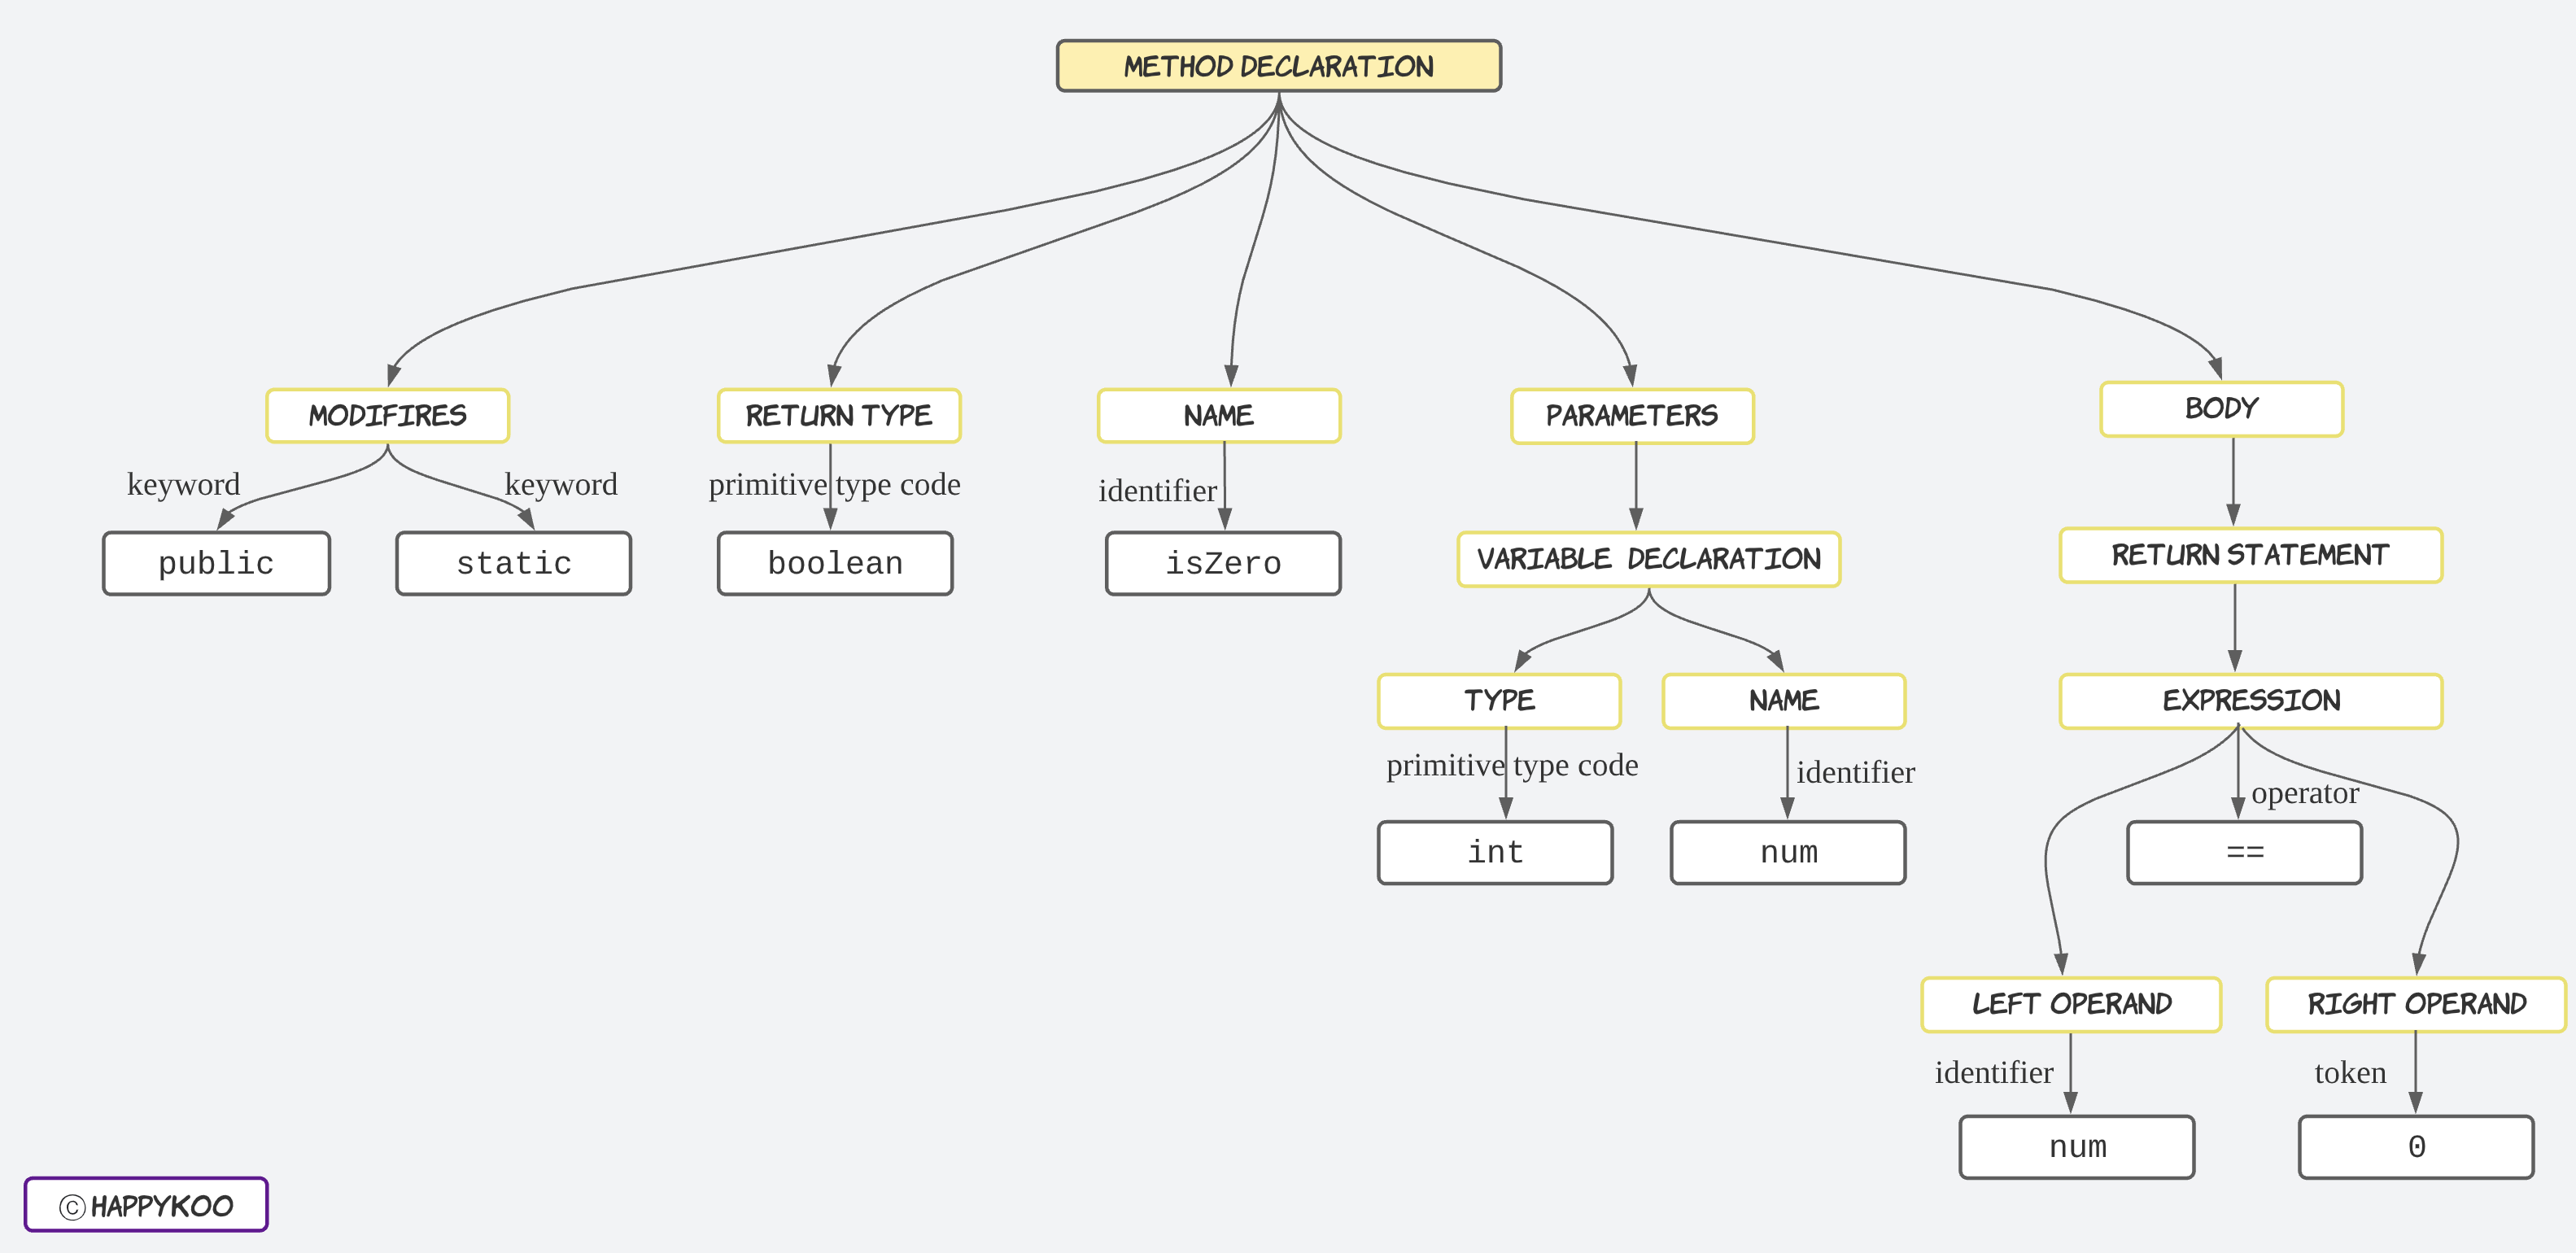 METHOD DECLARATION
MODIFIRES
RETURN TYPE
NAME
PARAMETERS
BODY
keyword
keyword
primitive type code
identifier
public
static
boolean
isZero
VARIABLE DECLARATION
RETURN STATEMENT
TYPE
NAME
EXPRESSION
primitive type code
identifier
operator
int
num
==
LEFT OPERAND
RIGHT OPERAND
identifier
token
num
0
© HAPPYKOO